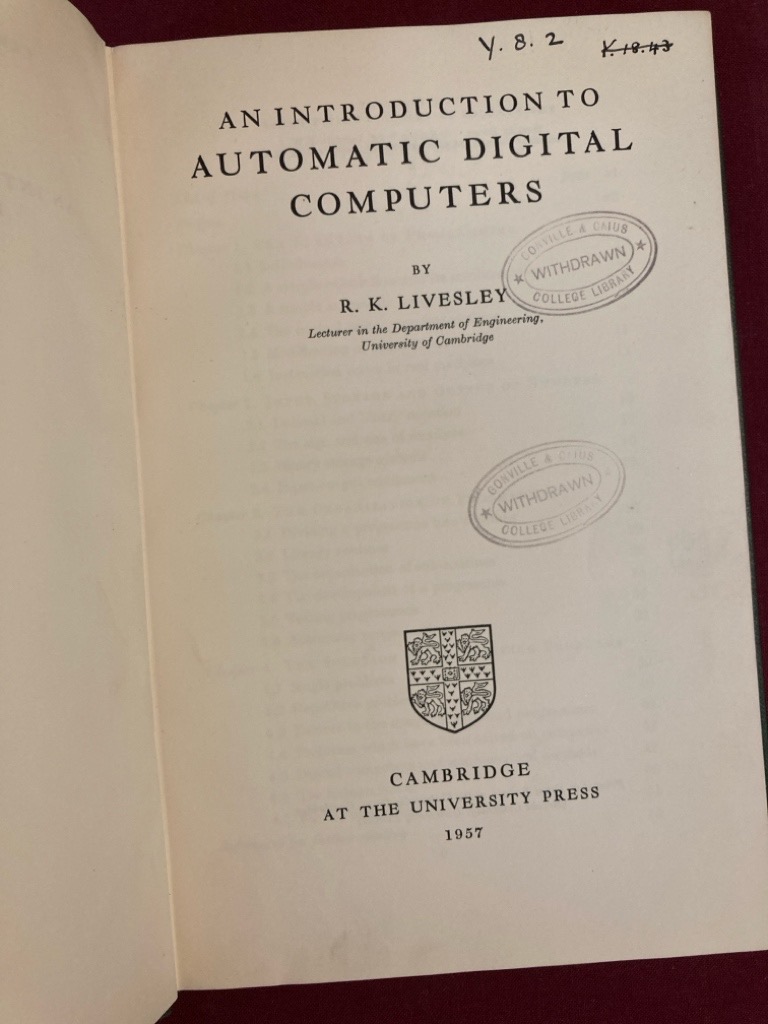 Y. 8. 2 Y. 18. 43
AN INTRODUCTION TO
AUTOMATIC DIGITAL
COMPUTERS
BY
R. K. LIVESLEY
Lecturer in the Department of Engineering,
University of Cambridge
GONVILLE & CAIUS
WITHDRAWN
COLLEGE LIBRARY
GONVILLE & CAIUS
WITHDRAWN
COLLEGE LIBRARY
CAMBRIDGE
AT THE UNIVERSITY PRESS
1957